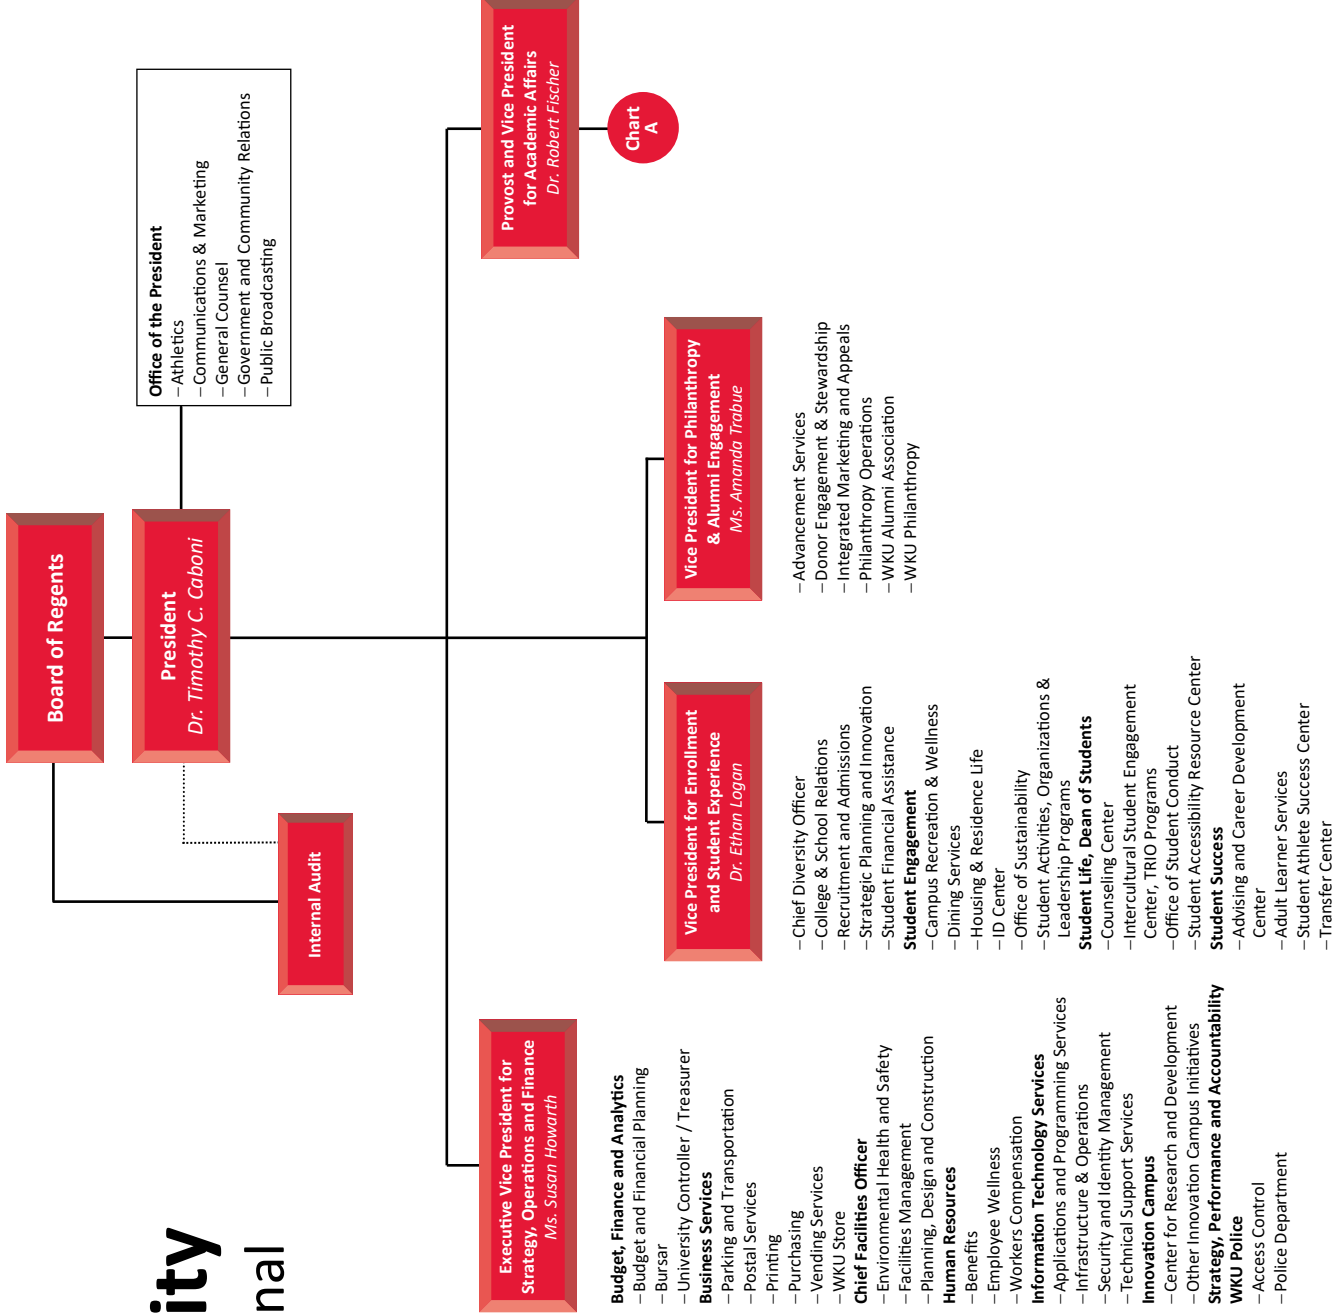 ity
nal
Board of Regents
President
Dr. Timothy C. Caboni
Office of the President
–Athletics
–Communications & Marketing
–General Counsel
–Government and Community Relations
–Public Broadcasting
Internal Audit
Executive Vice President for
Strategy, Operations and Finance
Ms. Susan Howarth
Budget, Finance and Analytics
–Budget and Financial Planning
–Bursar
–University Controller / Treasurer
Business Services
–Parking and Transportation
–Postal Services
–Printing
–Purchasing
–Vending Services
–WKU Store
Chief Facilities Officer
–Environmental Health and Safety
–Facilities Management
–Planning, Design and Construction
Human Resources
–Benefits
–Employee Wellness
–Workers Compensation
Information Technology Services
–Applications and Programming Services
–Infrastructure & Operations
–Security and Identity Management
–Technical Support Services
Innovation Campus
–Center for Research and Development
–Other Innovation Campus Initiatives
Strategy, Performance and Accountability
WKU Police
–Access Control
–Police Department
Vice President for Enrollment
and Student Experience
Dr. Ethan Logan
–Chief Diversity Officer
–College & School Relations
–Recruitment and Admissions
–Strategic Planning and Innovation
–Student Financial Assistance
Student Engagement
–Campus Recreation & Wellness
–Dining Services
–Housing & Residence Life
–ID Center
–Office of Sustainability
–Student Activities, Organizations &
Leadership Programs
Student Life, Dean of Students
–Counseling Center
–Intercultural Student Engagement
Center, TRIO Programs
–Office of Student Conduct
–Student Accessibility Resource Center
Student Success
–Advising and Career Development
Center
–Adult Learner Services
–Student Athlete Success Center
–Transfer Center
Vice President for Philanthropy
& Alumni Engagement
Ms. Amanda Trabue
–Advancement Services
–Donor Engagement & Stewardship
–Integrated Marketing and Appeals
–Philanthropy Operations
–WKU Alumni Association
–WKU Philanthropy
Provost and Vice President
for Academic Affairs
Dr. Robert Fischer
Chart
A